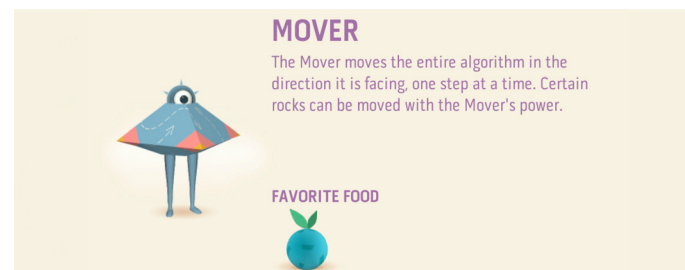 MOVER
The Mover moves the entire algorithm in the
direction it is facing, one step at a time. Certain
rocks can be moved with the Mover's power.
FAVORITE FOOD